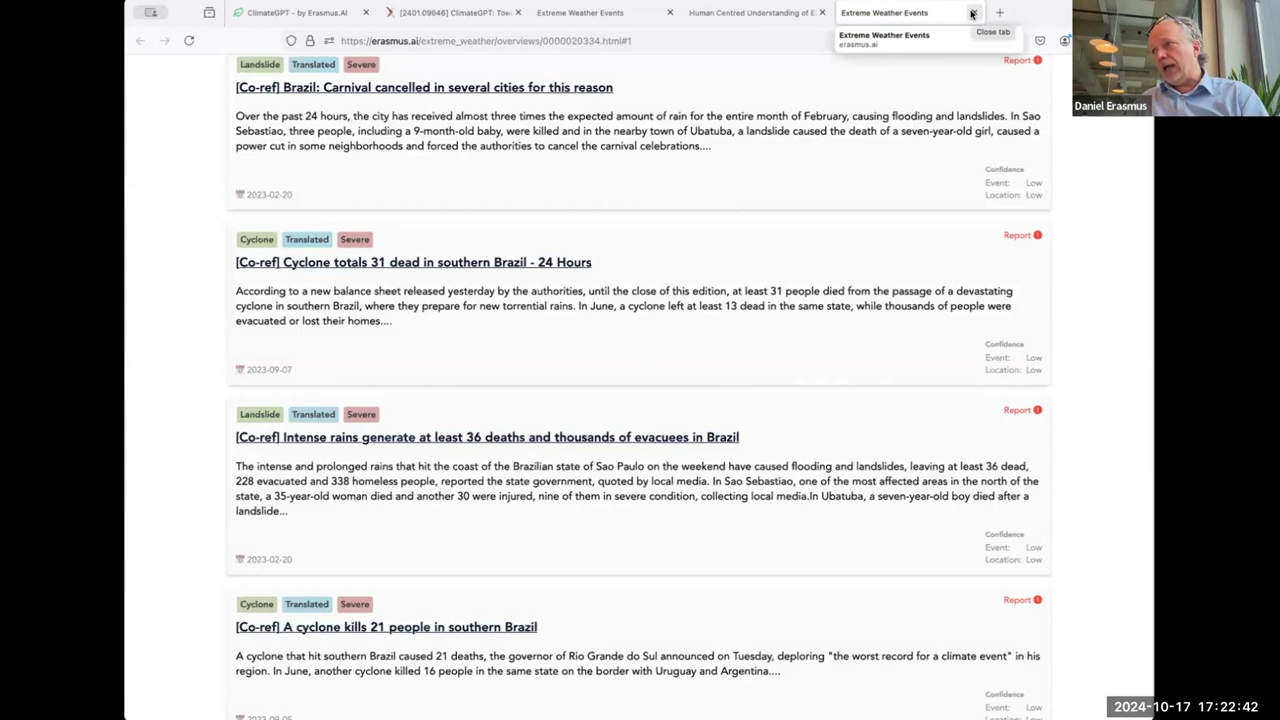 ClimateGPT - by Erasmus.AI
[2401.09646] ClimateGPT: Tow
Extreme Weather Events
Human Centred Understanding of E
Extreme Weather Events
https://erasmus.ai/extreme_weather/overviews/0000020334.html#1
Extreme Weather Events
erasmus.ai
Close tab
Daniel Erasmus
Landslide Translated Severe
Report
[Co-ref] Brazil: Carnival cancelled in several cities for this reason
Over the past 24 hours, the city has received almost three times the expected amount of rain for the entire month of February, causing flooding and landslides. In Sao
Sebastiao, three people, including a 9-month-old baby, were killed and in the nearby town of Ubatuba, a landslide caused the death of a seven-year-old girl, caused a
power cut in some neighborhoods and forced the authorities to cancel the carnival celebrations....
Confidence
Event: Low
Location: Low
2023-02-20
Cyclone Translated Severe
Report
[Co-ref] Cyclone totals 31 dead in southern Brazil - 24 Hours
According to a new balance sheet released yesterday by the authorities, until the close of this edition, at least 31 people died from the passage of a devastating
cyclone in southern Brazil, where they prepare for new torrential rains. In June, a cyclone left at least 13 dead in the same state, while thousands of people were
evacuated or lost their homes....
Confidence
Event: Low
Location: Low
2023-09-07
Landslide Translated Severe
Report
[Co-ref] Intense rains generate at least 36 deaths and thousands of evacuees in Brazil
The intense and prolonged rains that hit the coast of the Brazilian state of Sao Paulo on the weekend have caused flooding and landslides, leaving at least 36 dead,
228 evacuated and 338 homeless people, reported the state government, quoted by local media. In Sao Sebastiao, one of the most affected areas in the north of the
state, a 35-year-old woman died and another 30 were injured, nine of them in severe condition, collecting local media.In Ubatuba, a seven-year-old boy died after a
landslide...
Confidence
Event: Low
Location: Low
2023-02-20
Cyclone Translated Severe
Report
[Co-ref] A cyclone kills 21 people in southern Brazil
A cyclone that hit southern Brazil caused 21 deaths, the governor of Rio Grande do Sul announced on Tuesday, deploring "the worst record for a climate event" in his
region. In June, another cyclone killed 16 people in the same state on the border with Uruguay and Argentina....
Confidence
Event: Low
2024-10-17 17:22:42